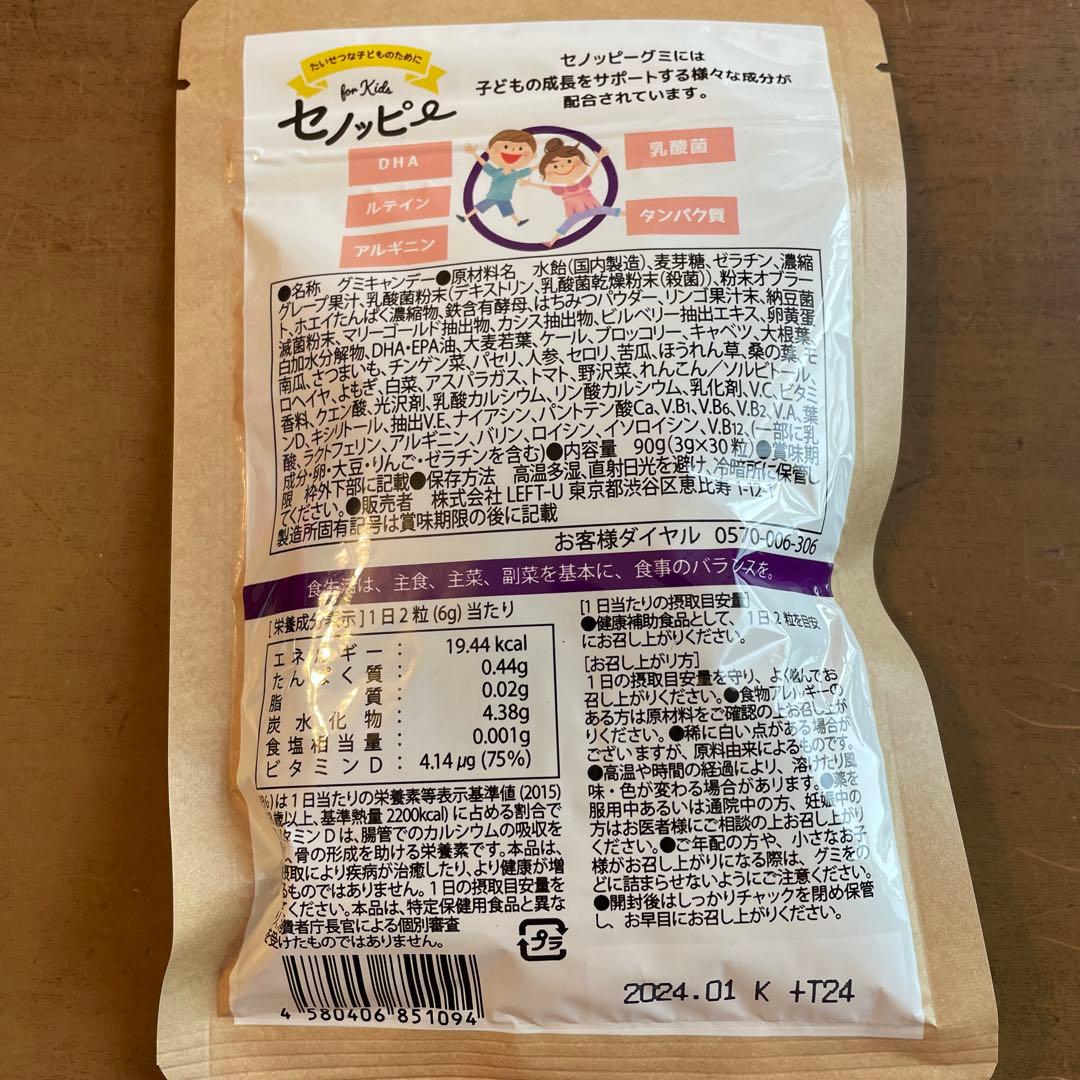 たいせつな子どものために
for Kids
セノッピー
セノッピーグミには
子どもの成長をサポートする様々な成分が
配合されています。
DHA
ルテイン
アルギニン
乳酸菌
タンパク質
●名称 グミキャンデー●原材料名 水飴(国内製造)、麦芽糖、ゼラチン、濃縮
グレープ果汁、乳酸菌粉末(デキストリン、乳酸菌乾燥粉末(殺菌))、粉末オブラー
ト、ホエイたんぱく濃縮物、鉄含有酵母、はちみつパウダー、リンゴ果汁末、納豆菌
滅菌粉末、マリーゴールド抽出物、カシス抽出物、ビルベリー抽出エキス、卵黄蛋
白加水分解物、DHA・EPA油、大麦若葉、ケール、ブロッコリー、キャベツ、大根葉、
南瓜、さつまいも、チンゲン菜、パセリ、人参、セロリ、苦瓜、ほうれん草、桑の葉、モ
ロヘイヤ、よもぎ、白菜、アスパラガス、トマト、野沢菜、れんこん/ソルビトール、
香料、クエン酸、光沢剤、乳酸カルシウム、リン酸カルシウム、乳化剤、V.C、ビタミ
ンD、キシリトール、抽出V.E、ナイアシン、パントテン酸Ca、V.B1、V.B6、V.B2、V.A、葉
酸、ラクトフェリン、アルギニン、バリン、ロイシン、イソロイシン、V.B12、(一部に乳
成分・卵・大豆・りんご・ゼラチンを含む)●内容量 90g(3g×30粒)●賞味期
限 枠外下部に記載●保存方法 高温多湿、直射日光を避け、冷暗所に保管し
てください。●販売者 株式会社 LEFT-U 東京都渋谷区恵比寿 1-12-1
製造所固有記号は賞味期限の後に記載
お客様ダイヤル 0570-006-306
食生活は、主食、主菜、副菜を基本に、食事のバランスを。
[栄養成分表示]1日2粒(6g)当たり
エネルギー: 19.44 kcal
たんぱく質: 0.44g
脂質: 0.02g
炭水化物: 4.38g
食塩相当量: 0.001g
ビタミンD: 4.14μg(75%)
%)は1日当たりの栄養素等表示基準値(2015)
歳以上、基準熱量2200kcal)に占める割合で
タミンDは、腸管でのカルシウムの吸収を
、骨の形成を助ける栄養素です。本品は、
摂取により疾病が治癒したり、より健康が増
るものではありません。1日の摂取目安量を
てください。本品は、特定保健用食品と異な
費者庁長官による個別審査
受けたものではありません。
プラ
4 580406 851094
[1日当たりの摂取目安量]
●健康補助食品として、1日2粒を目安
にお召し上がりください。
[お召し上がり方]
1日の摂取目安量を守り、よく噛んでお
召し上がりください。●食物アレルギーの
ある方は原材料をご確認の上お召し上が
りください。●稀に白い点がある場合が
ございますが、原料由来によるものです。
●高温や時間の経過により、溶けたり風
味・色が変わる場合があります。●薬を
服用中あるいは通院中の方、妊娠中の
方はお医者様にご相談の上お召し上がり
ください。●ご年配の方や、小さなお子
様がお召し上がりになる際は、グミをの
どに詰まらせないようにご注意ください。
●開封後はしっかりチャックを閉め保管
し、お早目にお召し上がりください。
2024.01 K +T24